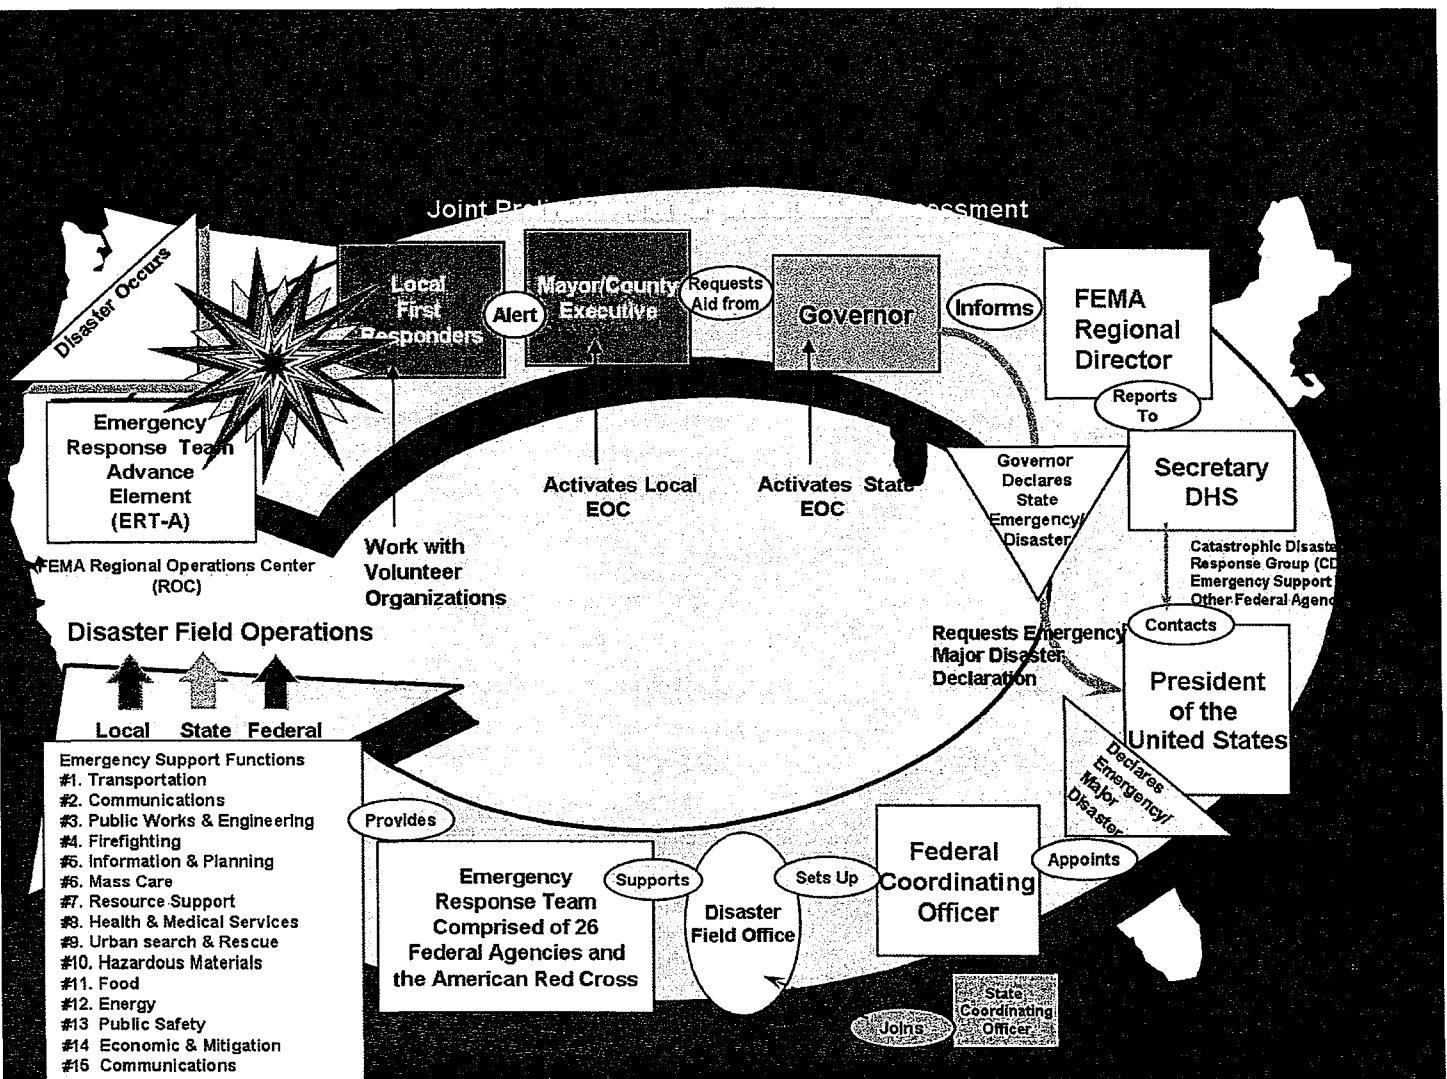 Joint
Disaster Occurs
Local
First
Responders
Alert
Mayor/County
Executive
Requests
Aid from
Governor
Informs
FEMA
Regional
Director
Reports
To
Secretary
DHS
Catastrophic
Response Group
Emergency Support
Other Federal
Contacts
President
of the
United States
Governor
Declares
State
Emergency/
Disaster
Requests Emergency
Major Disaster
Declaration
Declares
Emergency/
Major
Disaster
Appoints
Federal
Coordinating
Officer
Sets Up
Disaster
Field Office
Joins
State
Coordinating
Officer
Supports
Emergency
Response Team
Comprised of 26
Federal Agencies and
the American Red Cross
Provides
Activates Local
EOC
Activates State
EOC
Work with
Volunteer
Organizations
Emergency
Response Team
Advance
Element
(ERT-A)
FEMA Regional Operations Center
(ROC)
Disaster Field Operations
Local State Federal
Emergency Support Functions
#1. Transportation
#2. Communications
#3. Public Works & Engineering
#4. Firefighting
#5. Information & Planning
#6. Mass Care
#7. Resource Support
#8. Health & Medical Services
#9. Urban search & Rescue
#10. Hazardous Materials
#11. Food
#12. Energy
#13 Public Safety
#14 Economic & Mitigation
#15 Communications